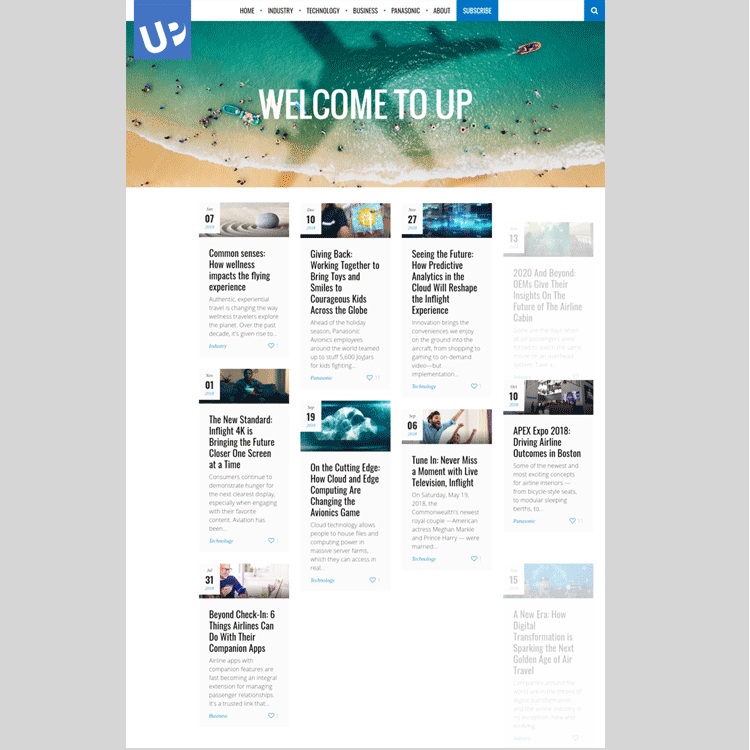 UP
HOME • INDUSTRY • TECHNOLOGY • BUSINESS • PANASONIC • ABOUT SUBSCRIBE
WELCOME TO UP
Jan
07
2019
Common senses:
How wellness
impacts the flying
experience
Authentic, experiential
travel is changing the way
wellness travelers explore
the planet. Over the past
decade, it's given rise to...
Industry
Dec
10
2018
Giving Back:
Working Together to
Bring Toys and
Smiles to
Courageous Kids
Across the Globe
Ahead of the holiday
season, Panasonic
Avionics employees
around the world teamed
up to stuff 5,600 JoyJars
for kids fighting...
Panasonic
Nov
27
2018
Seeing the Future:
How Predictive
Analytics in the
Cloud Will Reshape
the Inflight
Experience
Innovation brings the
conveniences we enjoy
on the ground into the
aircraft, from shopping to
gaming to on-demand
video—but
implementation...
Technology
13
2020 And Beyond:
OEMs Give Their
Insights On The
Future of The Airline
Cabin
Nov
01
2018
The New Standard:
Inflight 4K is
Bringing the Future
Closer One Screen
at a Time
Consumers continue to
demonstrate hunger for
the next clearest display,
especially when engaging
with their favorite
content. Aviation has
been...
Technology
Sep
19
2018
On the Cutting Edge:
How Cloud and Edge
Computing Are
Changing the
Avionics Game
Cloud technology allows
people to house files and
computing power in
massive server farms,
which they can access in
real...
Technology
Sep
06
2018
Tune In: Never Miss
a Moment with Live
Television, Inflight
On Saturday, May 19,
2018, the
Commonwealth's newest
royal couple —American
actress Meghan Markle
and Prince Harry — were
married...
Technology
Oct
10
2018
APEX Expo 2018:
Driving Airline
Outcomes in Boston
Some of the newest and
most exciting concepts
for airline interiors —
from bicycle-style seats,
to modular sleeping
berths, to...
Panasonic
Jul
31
2018
Beyond Check-In: 6
Things Airlines Can
Do With Their
Companion Apps
Airline apps with
companion features are
fast becoming an integral
extension for managing
passenger relationships.
It's a trusted link that...
Business
15
A New Era: How
Digital
Transformation is
Sparking the Next
Golden Age of Air
Travel